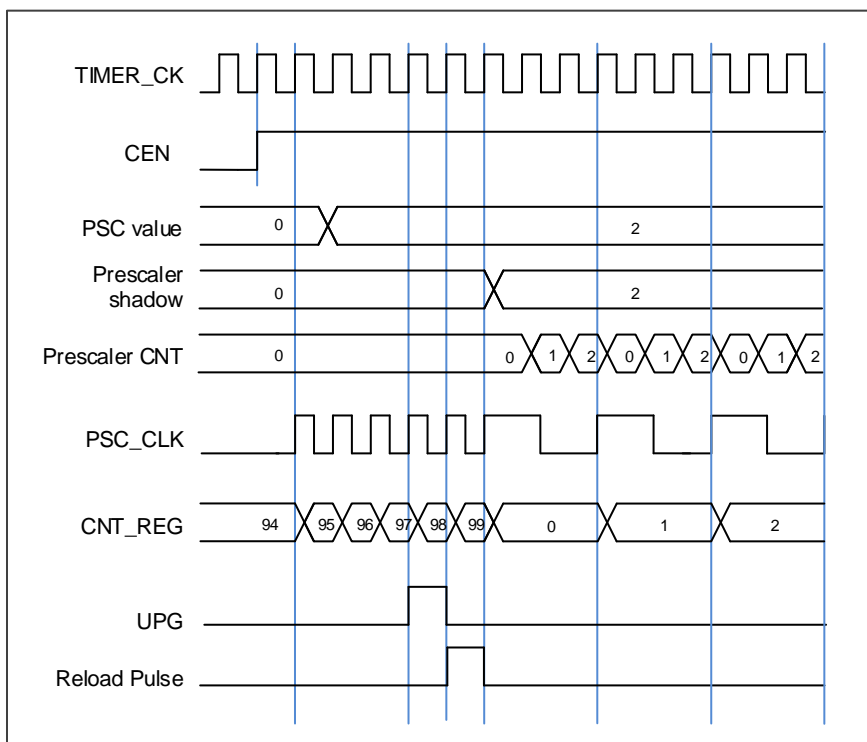 TIMER_CK
CEN
PSC value 0 2
Prescaler
shadow 0 2
Prescaler CNT 0 0 1 2 0 1 2 0 1 2
PSC_CLK
CNT_REG 94 95 96 97 98 99 0 1 2
UPG
Reload Pulse